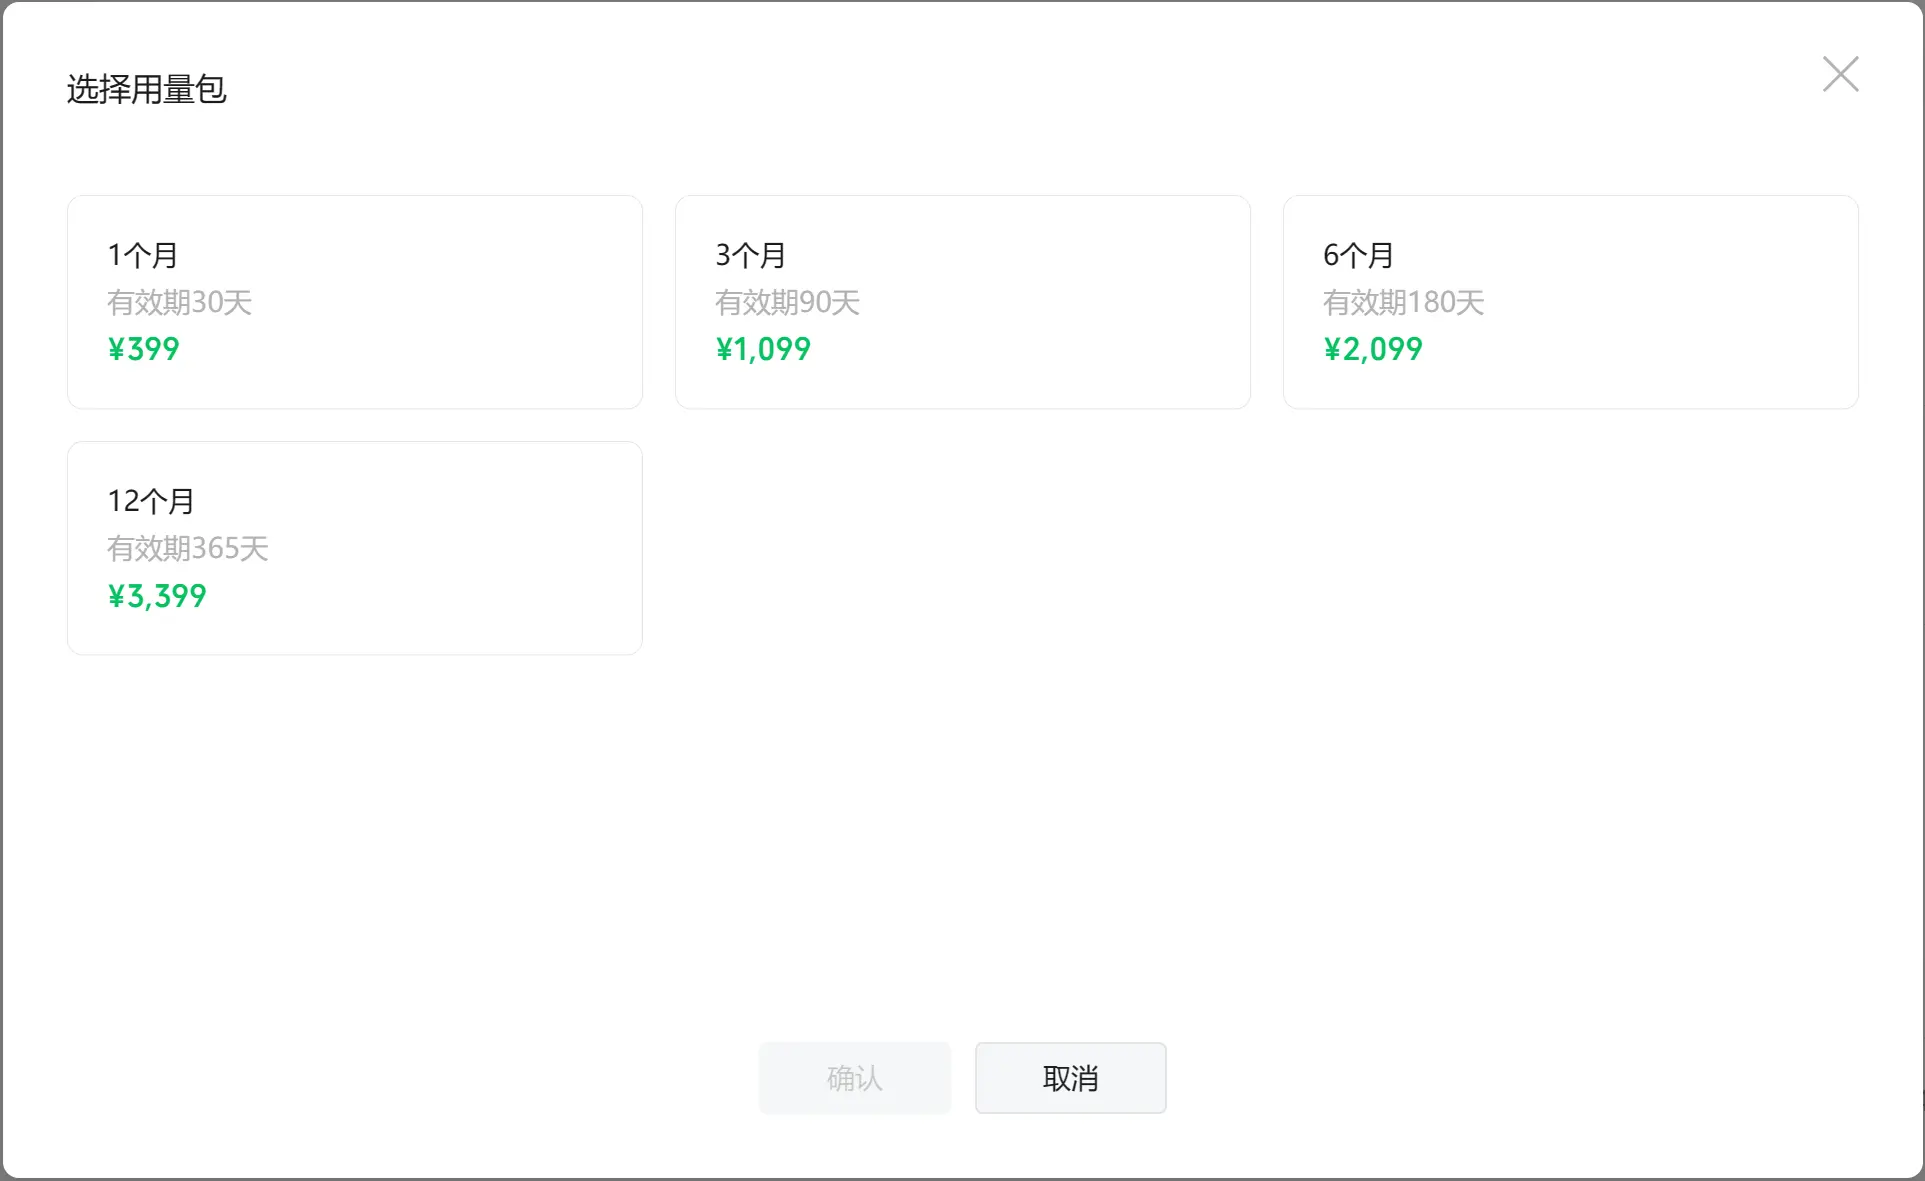 选择用量包
1个月
有效期30天
¥399
3个月
有效期90天
¥1,099
6个月
有效期180天
¥2,099
12个月
有效期365天
¥3,399
确认
取消